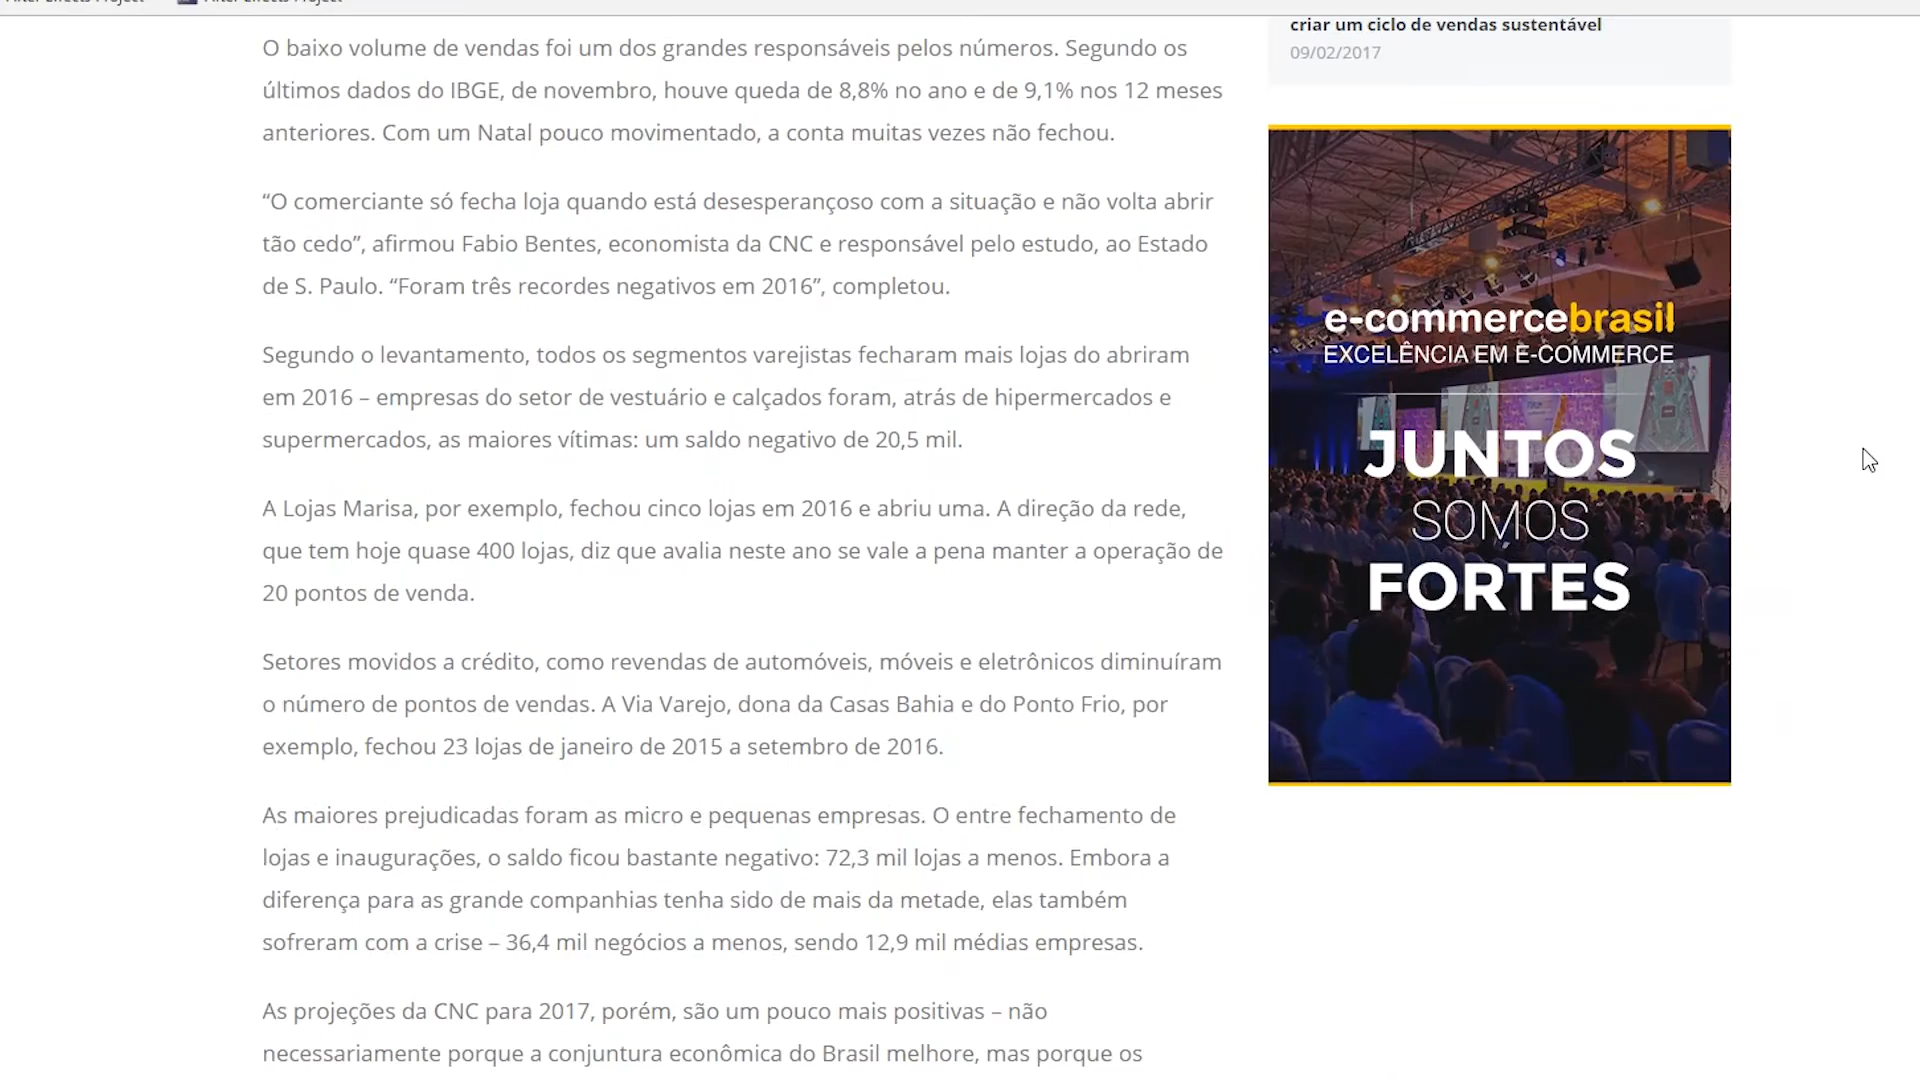 After Effects Project
After Effects Project
O baixo volume de vendas foi um dos grandes responsáveis pelos números. Segundo os
últimos dados do IBGE, de novembro, houve queda de 8,8% no ano e de 9,1% nos 12 meses
anteriores. Com um Natal pouco movimentado, a conta muitas vezes não fechou.
“O comerciante só fecha loja quando está desesperançoso com a situação e não volta abrir
tão cedo”, afirmou Fabio Bentes, economista da CNC e responsável pelo estudo, ao Estado
de S. Paulo. “Foram três recordes negativos em 2016”, completou.
Segundo o levantamento, todos os segmentos varejistas fecharam mais lojas do abriram
em 2016 – empresas do setor de vestuário e calçados foram, atrás de hipermercados e
supermercados, as maiores vítimas: um saldo negativo de 20,5 mil.
A Lojas Marisa, por exemplo, fechou cinco lojas em 2016 e abriu uma. A direção da rede,
que tem hoje quase 400 lojas, diz que avalia neste ano se vale a pena manter a operação de
20 pontos de venda.
Setores movidos a crédito, como revendas de automóveis, móveis e eletrônicos diminuíram
o número de pontos de vendas. A Via Varejo, dona da Casas Bahia e do Ponto Frio, por
exemplo, fechou 23 lojas de janeiro de 2015 a setembro de 2016.
As maiores prejudicadas foram as micro e pequenas empresas. O entre fechamento de
lojas e inaugurações, o saldo ficou bastante negativo: 72,3 mil lojas a menos. Embora a
diferença para as grande companhias tenha sido de mais da metade, elas também
sofreram com a crise – 36,4 mil negócios a menos, sendo 12,9 mil médias empresas.
As projeções da CNC para 2017, porém, são um pouco mais positivas – não
necessariamente porque a conjuntura econômica do Brasil melhore, mas porque os
criar um ciclo de vendas sustentável
09/02/2017
e-commercebrasil
EXCELÊNCIA EM E-COMMERCE
JUNTOS
SOMOS
FORTES